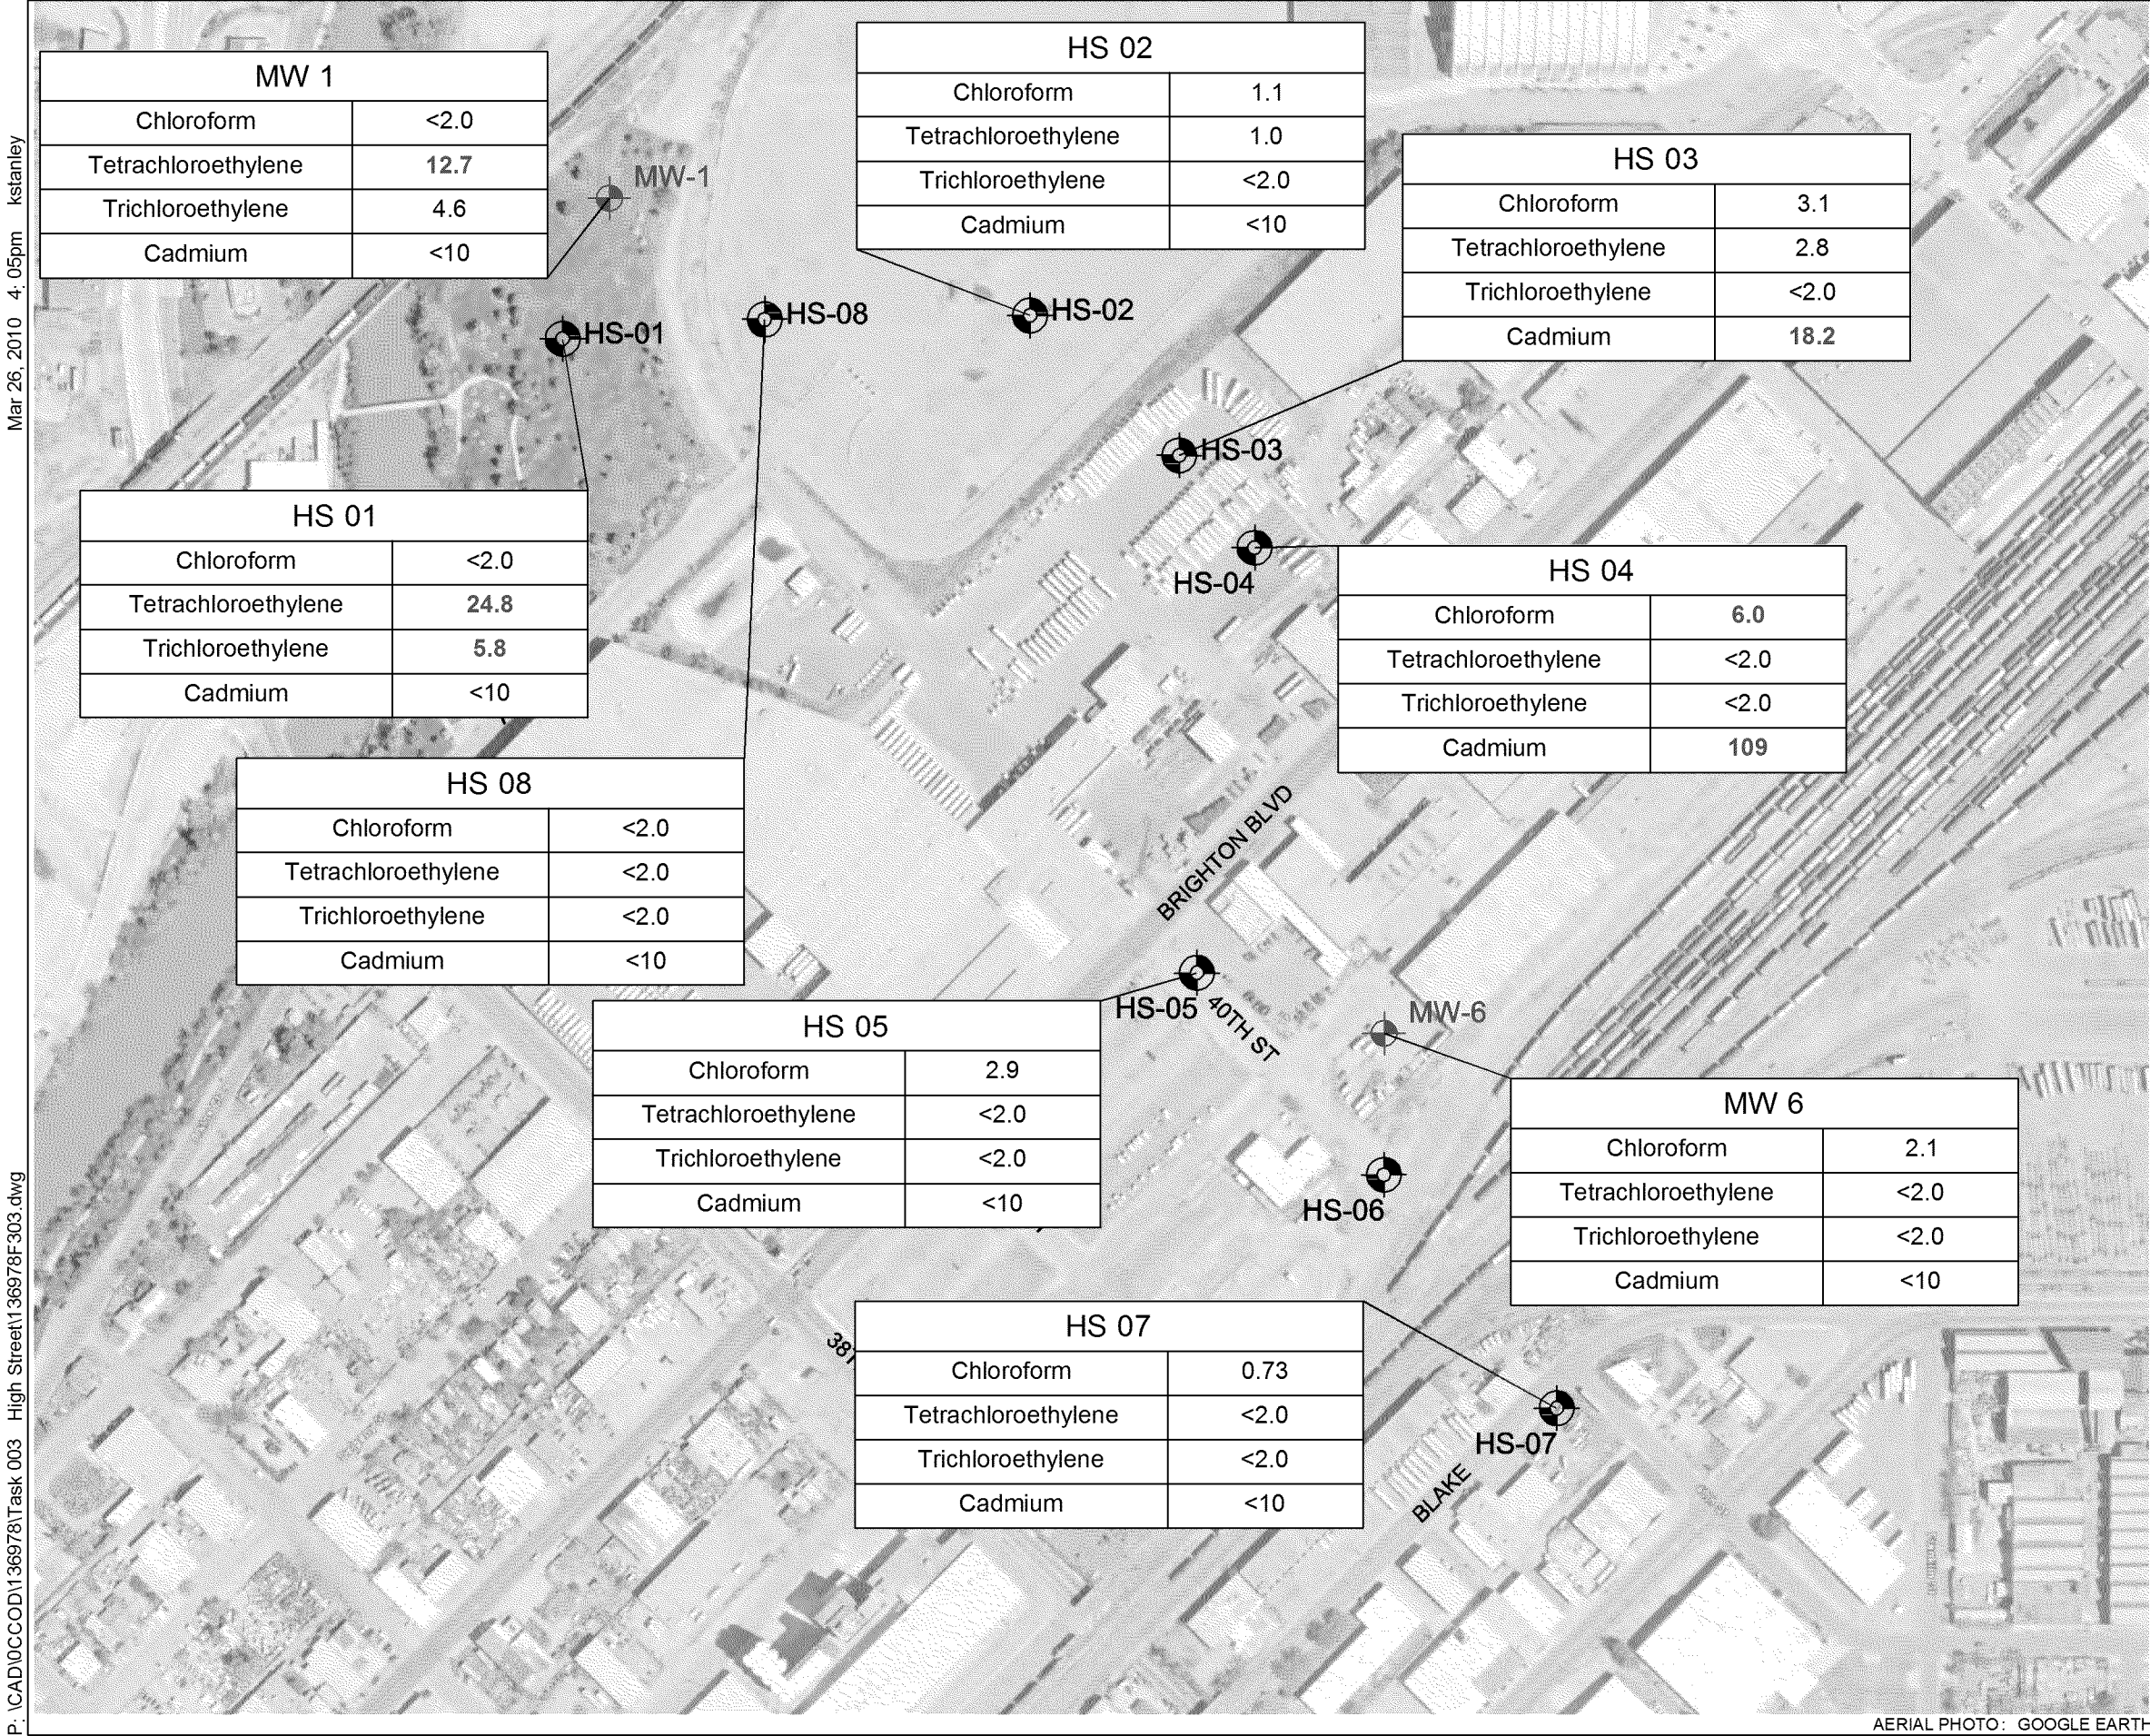 MW 1
Chloroform <2.0
Tetrachloroethylene 12.7
Trichloroethylene 4.6
Cadmium <10
HS 02
Chloroform 1.1
Tetrachloroethylene 1.0
Trichloroethylene <2.0
Cadmium <10
HS 03
Chloroform 3.1
Tetrachloroethylene 2.8
Trichloroethylene <2.0
Cadmium 18.2
MW-1
HS-08
HS-02
HS-01
HS-03
HS-04
HS 01
Chloroform <2.0
Tetrachloroethylene 24.8
Trichloroethylene 5.8
Cadmium <10
HS 04
Chloroform 6.0
Tetrachloroethylene <2.0
Trichloroethylene <2.0
Cadmium 109
HS 08
Chloroform <2.0
Tetrachloroethylene <2.0
Trichloroethylene <2.0
Cadmium <10
BRIGHTON BLVD
HS-05
40TH ST
MW-6
HS 05
Chloroform 2.9
Tetrachloroethylene <2.0
Trichloroethylene <2.0
Cadmium <10
MW 6
Chloroform 2.1
Tetrachloroethylene <2.0
Trichloroethylene <2.0
Cadmium <10
HS-06
HS 07
Chloroform 0.73
Tetrachloroethylene <2.0
Trichloroethylene <2.0
Cadmium <10
HS-07
BLAKE
P:\CAD\0CCOD\136978\Task 003 High Street\136978F303.dwg Mar 26, 2010 4:05pm kstanley
AERIAL PHOTO: GOOGLE EARTH